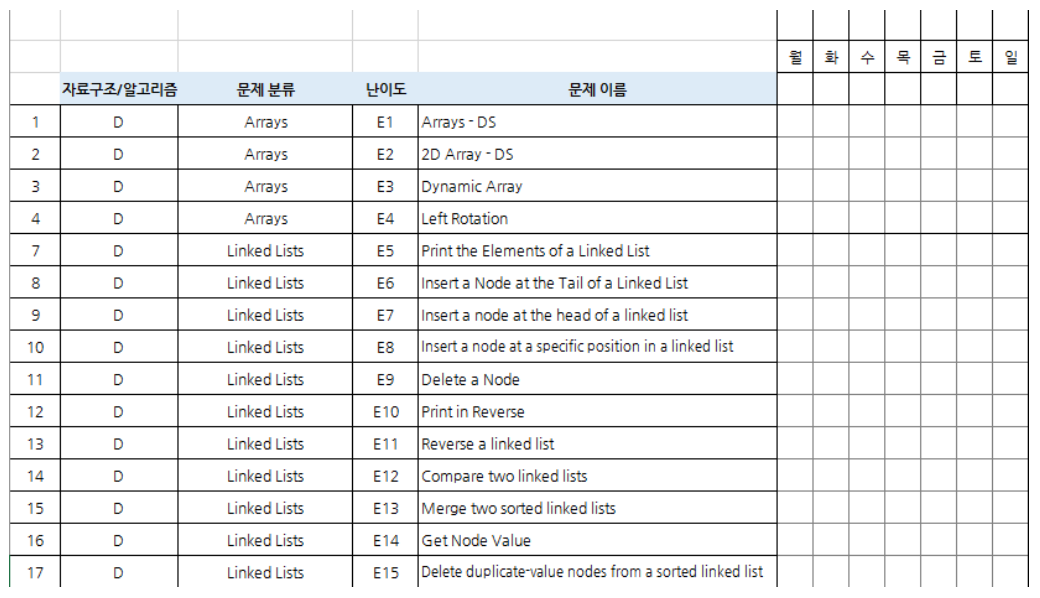 월 화 수 목 금 토 일
자료구조/알고리즘 문제 분류 난이도 문제 이름
1 D Arrays E1 Arrays - DS
2 D Arrays E2 2D Array - DS
3 D Arrays E3 Dynamic Array
4 D Arrays E4 Left Rotation
7 D Linked Lists E5 Print the Elements of a Linked List
8 D Linked Lists E6 Insert a Node at the Tail of a Linked List
9 D Linked Lists E7 Insert a node at the head of a linked list
10 D Linked Lists E8 Insert a node at a specific position in a linked list
11 D Linked Lists E9 Delete a Node
12 D Linked Lists E10 Print in Reverse
13 D Linked Lists E11 Reverse a linked list
14 D Linked Lists E12 Compare two linked lists
15 D Linked Lists E13 Merge two sorted linked lists
16 D Linked Lists E14 Get Node Value
17 D Linked Lists E15 Delete duplicate-value nodes from a sorted linked list